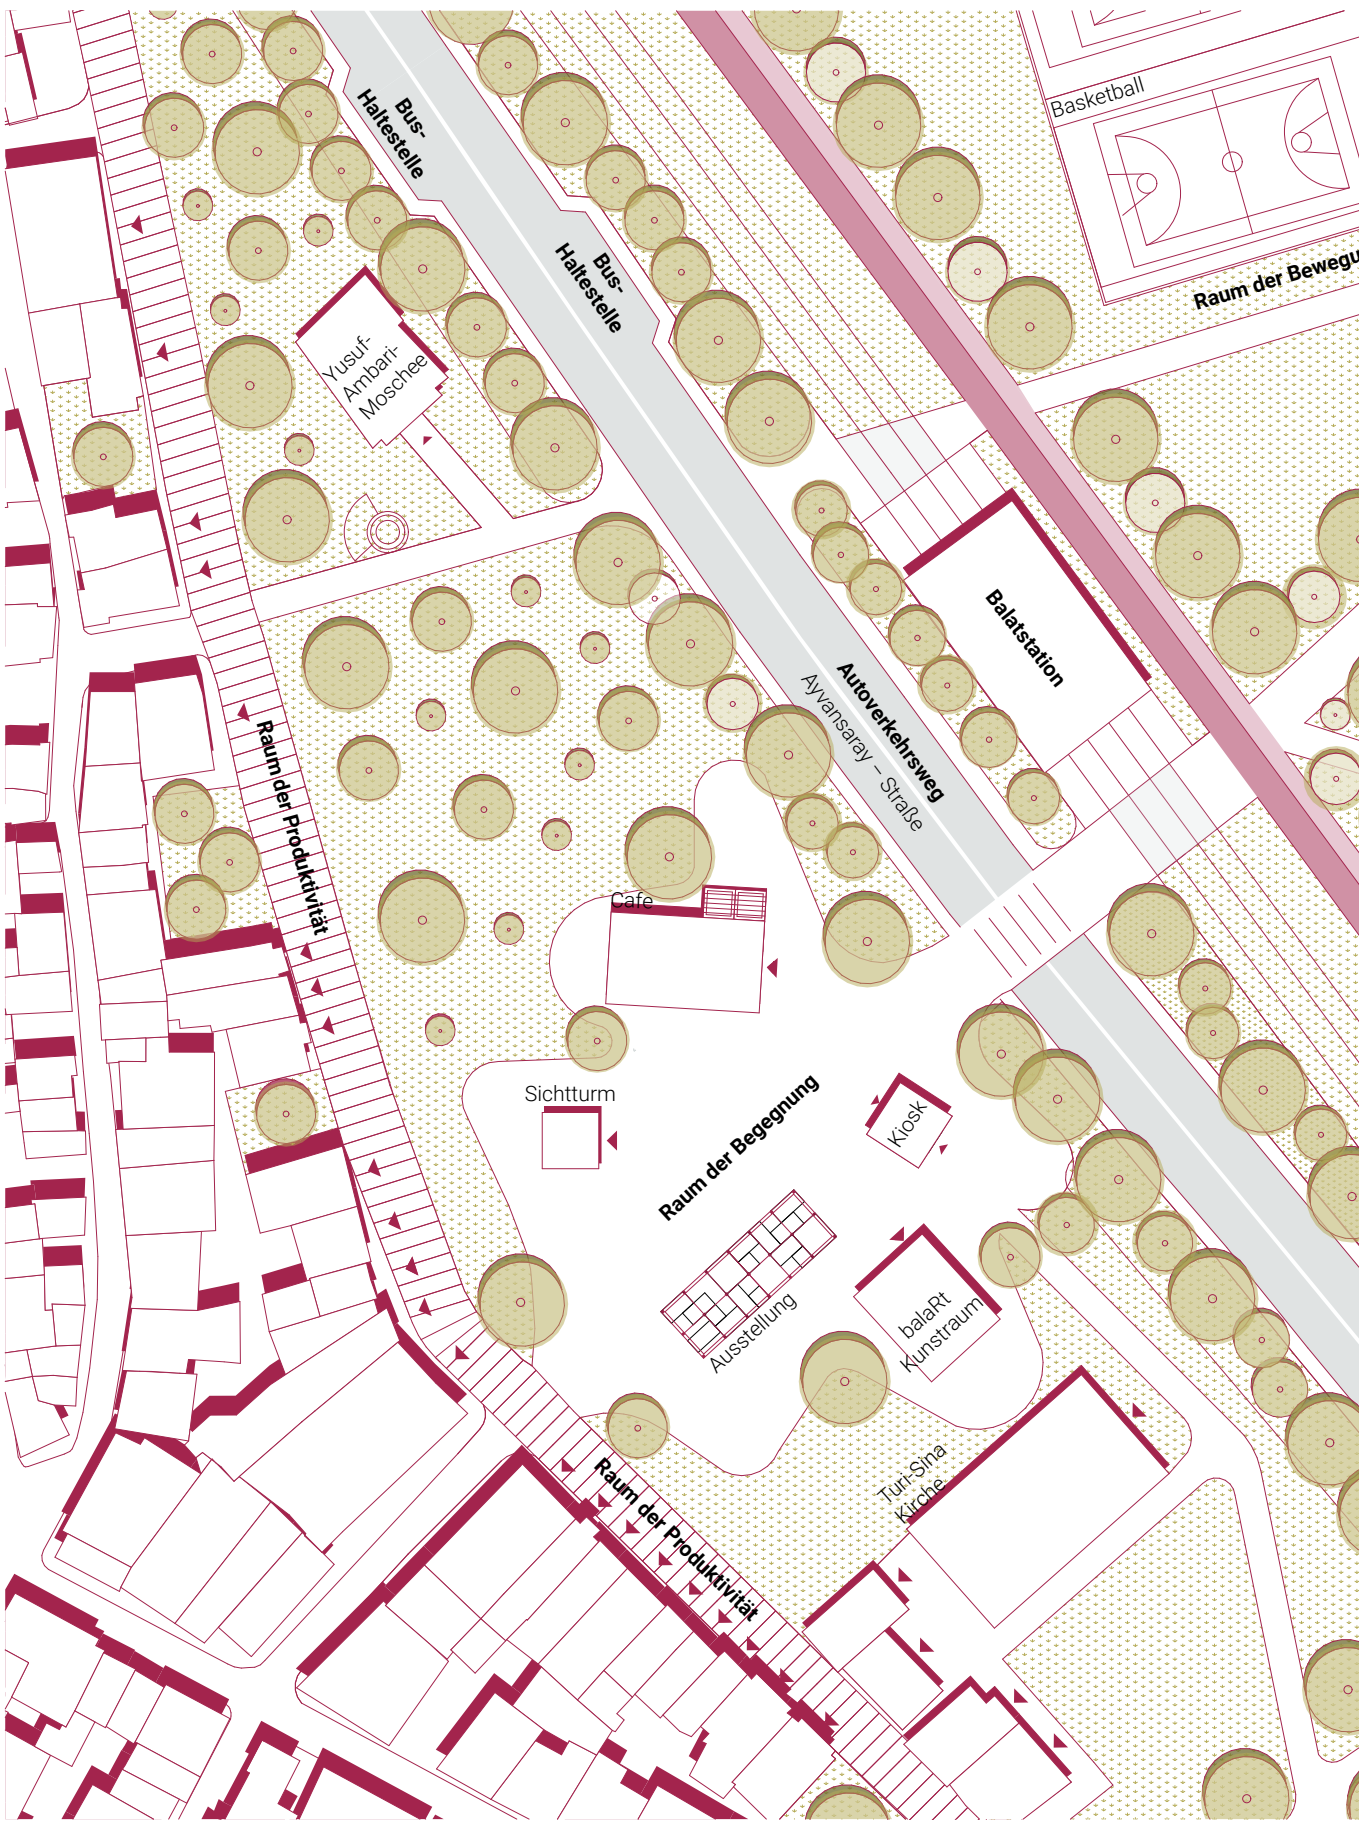 Bus-
Haltestelle
Basketball
Bus-
Haltestelle
Raum der Bewegu
Yusuf-
Ambari-
Moschee
Balatstation
Autoverkehrsweg
Ayvansaray – Straße
Raum der Produktivität
Cafe
Sichtturm
Raum der Begegnung
Kiosk
Ausstellung
balaRt
Kunstraum
Turi-Sina
Kirche
Raum der Produktivität